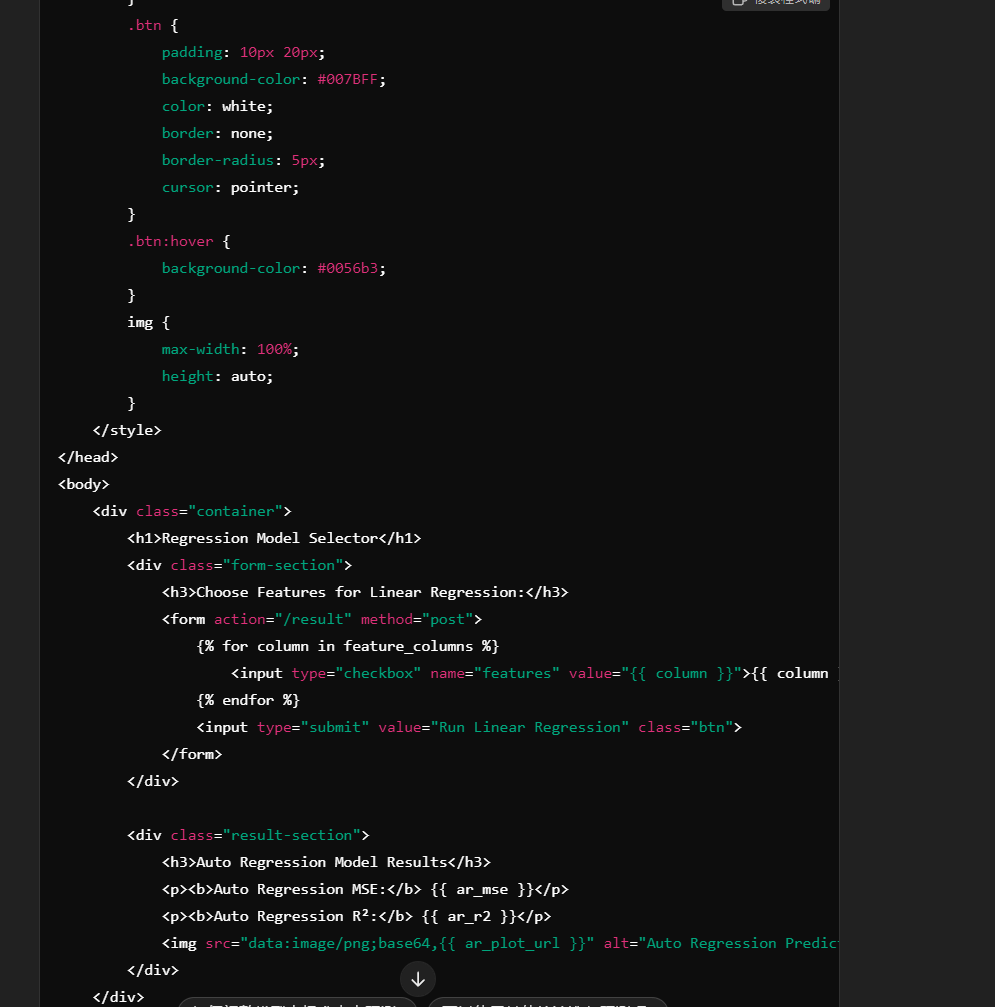 }
.btn {
padding: 10px 20px;
background-color: #007BFF;
color: white;
border: none;
border-radius: 5px;
cursor: pointer;
}
.btn:hover {
background-color: #0056b3;
}
img {
max-width: 100%;
height: auto;
}
</style>
</head>
<body>
<div class="container">
<h1>Regression Model Selector</h1>
<div class="form-section">
<h3>Choose Features for Linear Regression:</h3>
<form action="/result" method="post">
{% for column in feature_columns %}
<input type="checkbox" name="features" value="{{ column }}">{{ column
{% endfor %}
<input type="submit" value="Run Linear Regression" class="btn">
</form>
</div>
<div class="result-section">
<h3>Auto Regression Model Results</h3>
<p><b>Auto Regression MSE:</b> {{ ar_mse }}</p>
<p><b>Auto Regression R²:</b> {{ ar_r2 }}</p>
<img src="data:image/png;base64,{{ ar_plot_url }}" alt="Auto Regression Predic
</div>
</div>